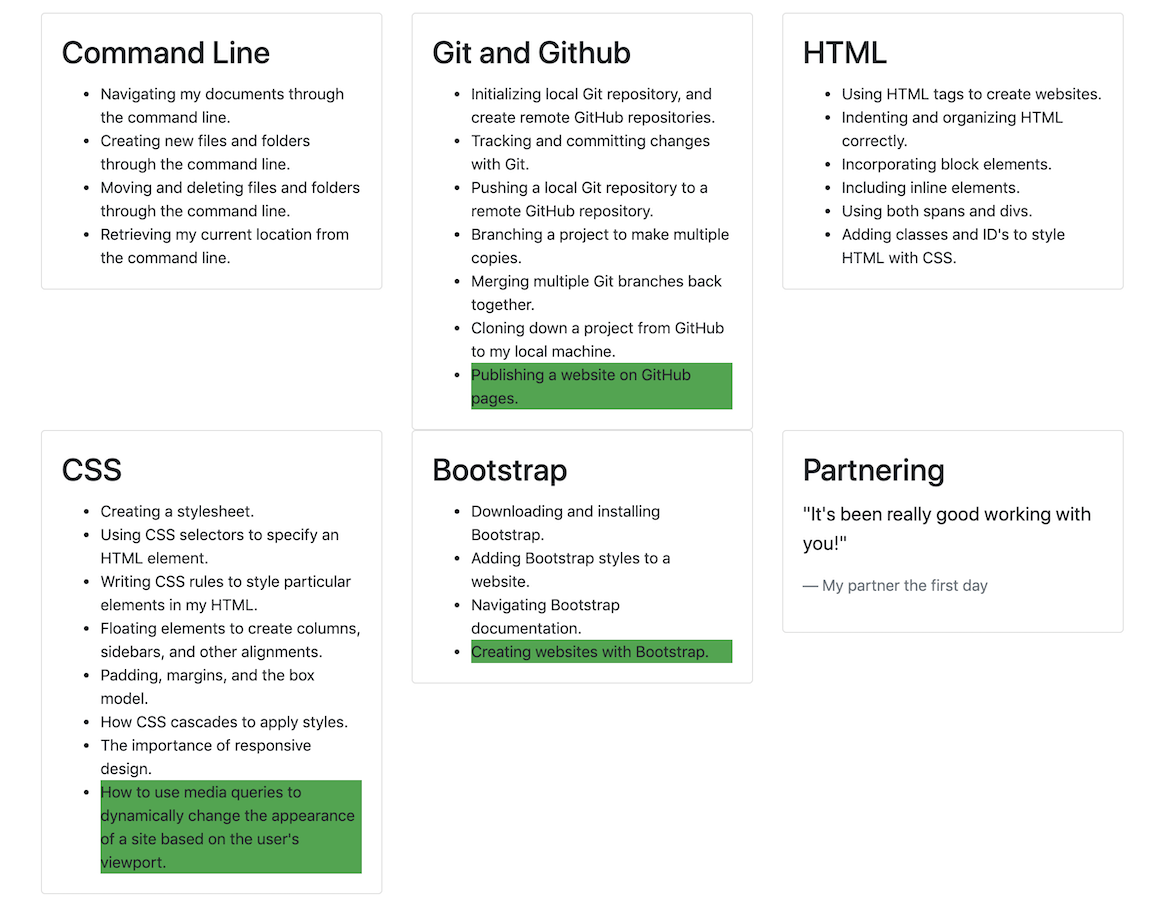 Command Line
• Navigating my documents through
the command line.
• Creating new files and folders
through the command line.
• Moving and deleting files and folders
through the command line.
• Retrieving my current location from
the command line.
Git and Github
• Initializing local Git repository, and
create remote GitHub repositories.
• Tracking and committing changes
with Git.
• Pushing a local Git repository to a
remote GitHub repository.
• Branching a project to make multiple
copies.
• Merging multiple Git branches back
together.
• Cloning down a project from GitHub
to my local machine.
• Publishing a website on GitHub
pages.
HTML
• Using HTML tags to create websites.
• Indenting and organizing HTML
correctly.
• Incorporating block elements.
• Including inline elements.
• Using both spans and divs.
• Adding classes and ID's to style
HTML with CSS.
CSS
• Creating a stylesheet.
• Using CSS selectors to specify an
HTML element.
• Writing CSS rules to style particular
elements in my HTML.
• Floating elements to create columns,
sidebars, and other alignments.
• Padding, margins, and the box
model.
• How CSS cascades to apply styles.
• The importance of responsive
design.
• How to use media queries to
dynamically change the appearance
of a site based on the user's
viewport.
Bootstrap
• Downloading and installing
Bootstrap.
• Adding Bootstrap styles to a
website.
• Navigating Bootstrap
documentation.
• Creating websites with Bootstrap.
Partnering
"It's been really good working with
you!"
— My partner the first day